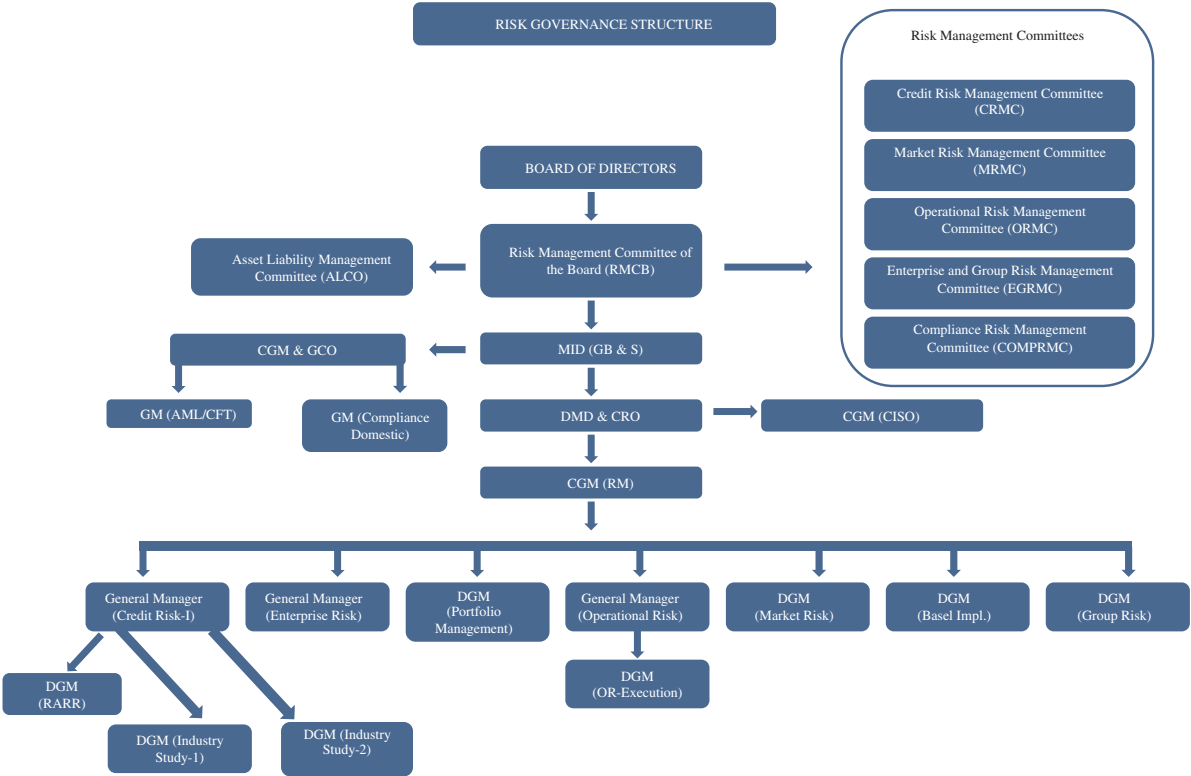 RISK GOVERNANCE STRUCTURE
Risk Management Committees
Credit Risk Management Committee
(CRMC)
Market Risk Management Committee
(MRMC)
Operational Risk Management
Committee (ORMC)
Enterprise and Group Risk Management
Committee (EGRMC)
Compliance Risk Management
Committee (COMPRMC)
BOARD OF DIRECTORS
Risk Management Committee of
the Board (RMCB)
Asset Liability Management
Committee (ALCO)
MID (GB & S)
CGM & GCO
GM (AML/CFT)
GM (Compliance
Domestic)
DMD & CRO
CGM (CISO)
CGM (RM)
General Manager
(Credit Risk-I)
General Manager
(Enterprise Risk)
DGM
(Portfolio
Management)
General Manager
(Operational Risk)
DGM
(Market Risk)
DGM
(Basel Impl.)
DGM
(Group Risk)
DGM
(RARR)
DGM (Industry
Study-1)
DGM (Industry
Study-2)
DGM
(OR-Execution)